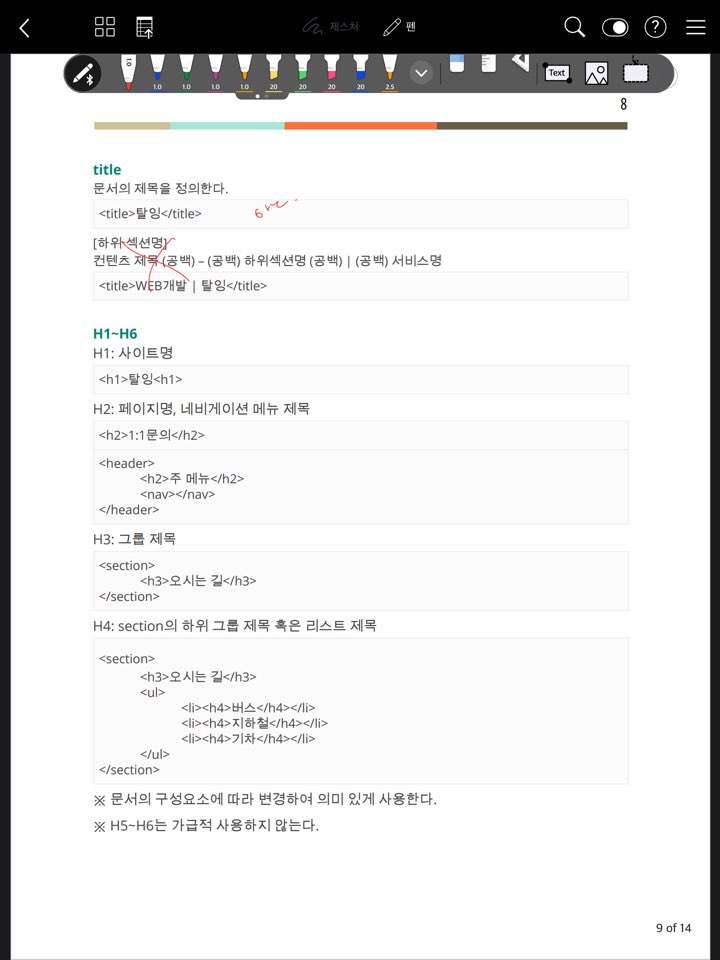 제스처 펜
1.0 1.0 1.0 1.0 1.0 20 20 20 20 2.5 Text
8
title
문서의 제목을 정의한다.
<title>탈잉</title>
[하위 섹션명]
컨텐츠 제목 (공백) – (공백) 하위섹션명 (공백) | (공백) 서비스명
<title>WEB개발 | 탈잉</title>
H1~H6
H1: 사이트명
<h1>탈잉<h1>
H2: 페이지명, 네비게이션 메뉴 제목
<h2>1:1문의</h2>
<header>
<h2>주 메뉴</h2>
<nav></nav>
</header>
H3: 그룹 제목
<section>
<h3>오시는 길</h3>
</section>
H4: section의 하위 그룹 제목 혹은 리스트 제목
<section>
<h3>오시는 길</h3>
<ul>
<li><h4>버스</h4></li>
<li><h4>지하철</h4></li>
<li><h4>기차</h4></li>
</ul>
</section>
※ 문서의 구성요소에 따라 변경하여 의미 있게 사용한다.
※ H5~H6는 가급적 사용하지 않는다.
9 of 14